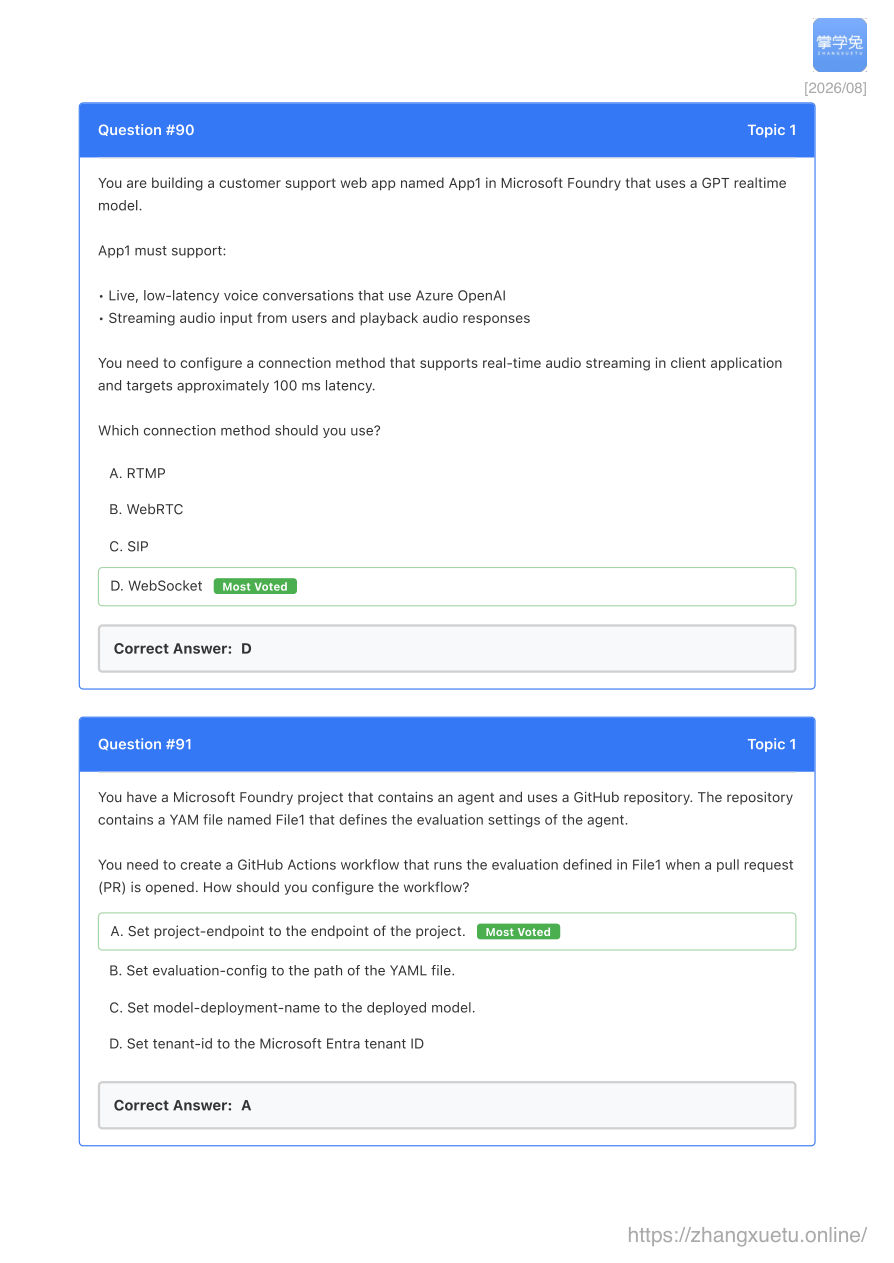 掌学兔
ZHANGXUETU
[2026/08]
Question #90 Topic 1
You are building a customer support web app named App1 in Microsoft Foundry that uses a GPT realtime
model.
App1 must support:
• Live, low-latency voice conversations that use Azure OpenAI
• Streaming audio input from users and playback audio responses
You need to configure a connection method that supports real-time audio streaming in client application
and targets approximately 100 ms latency.
Which connection method should you use?
A. RTMP
B. WebRTC
C. SIP
D. WebSocket Most Voted
Correct Answer: D
Question #91 Topic 1
You have a Microsoft Foundry project that contains an agent and uses a GitHub repository. The repository
contains a YAM file named File1 that defines the evaluation settings of the agent.
You need to create a GitHub Actions workflow that runs the evaluation defined in File1 when a pull request
(PR) is opened. How should you configure the workflow?
A. Set project-endpoint to the endpoint of the project. Most Voted
B. Set evaluation-config to the path of the YAML file.
C. Set model-deployment-name to the deployed model.
D. Set tenant-id to the Microsoft Entra tenant ID
Correct Answer: A
https://zhangxuetu.online/